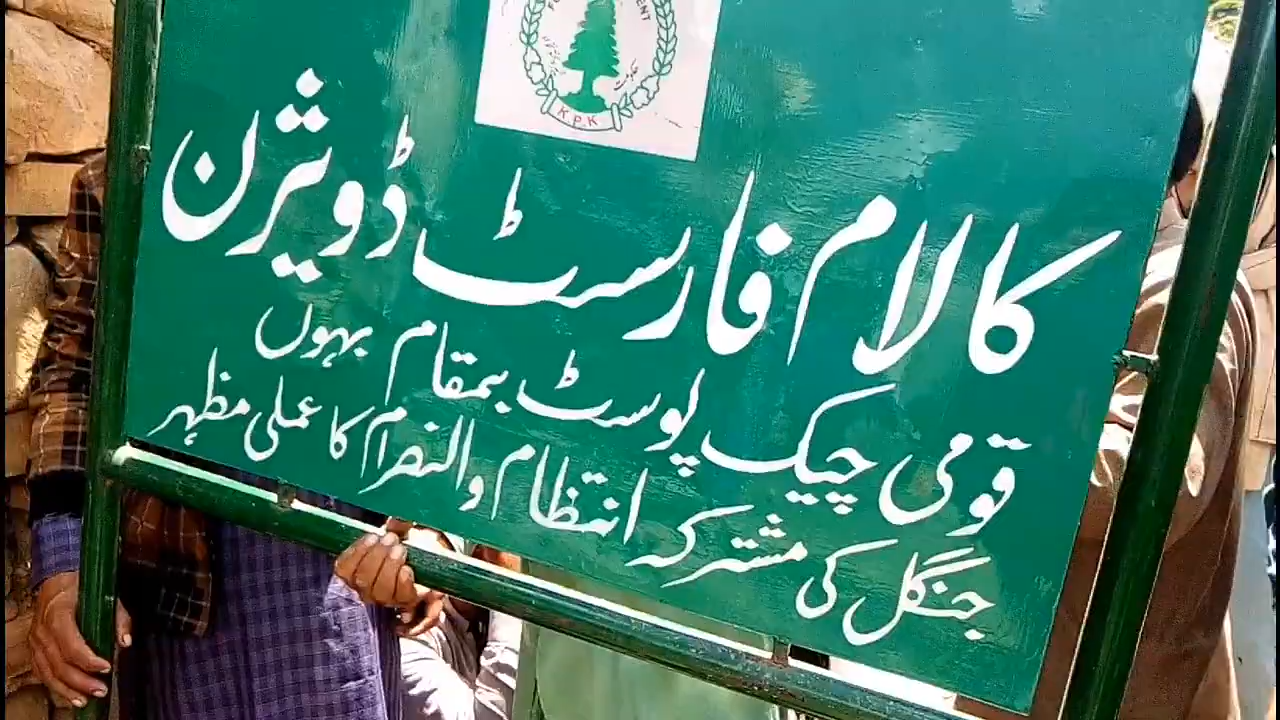 K.P.K
کالام فارسٹ ڈویژن
قومی چیک پوسٹ بمقام بہوں
جنگل کی مشترکہ انتظام والنصرام کا عملی مظہر